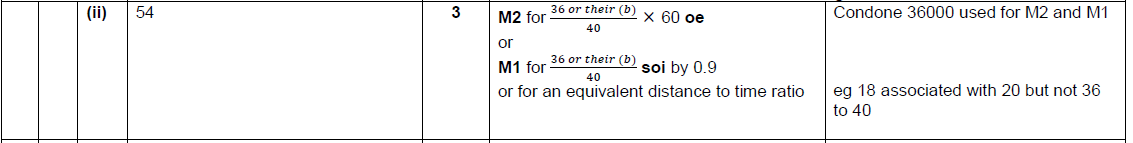 (ii) 54 3 M2 for 36 or their (b)/40 × 60 oe Condone 36000 used for M2 and M1
or
M1 for 36 or their (b)/40 soi by 0.9
or for an equivalent distance to time ratio eg 18 associated with 20 but not 36
to 40